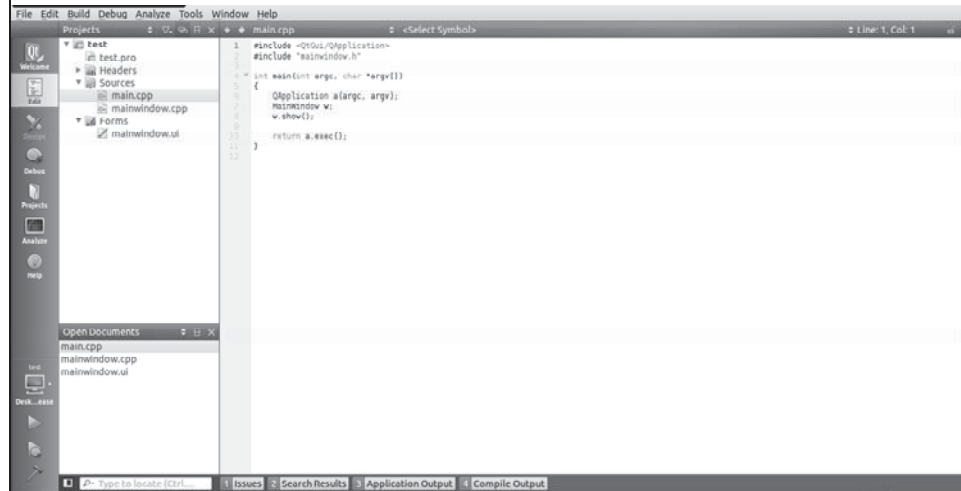 File Edit Build Debug Analyze Tools Window Help
Projects
main.cpp
<Select Symbol>
Line: 1, Col: 1
Welcome
Edit
Design
Debug
Projects
Analyze
Help
test
Desk...ease
test
test.pro
Headers
Sources
main.cpp
mainwindow.cpp
Forms
mainwindow.ui
Open Documents
main.cpp
mainwindow.cpp
mainwindow.ui
1 #include <QtGui/QApplication>
2 #include "mainwindow.h"
3
4 int main(int argc, char *argv[])
5 {
6 QApplication a(argc, argv);
7 MainWindow w;
8 w.show();
9
10 return a.exec();
11 }
12
Type to locate (Ctrl...
1 Issues 2 Search Results 3 Application Output 4 Compile Output